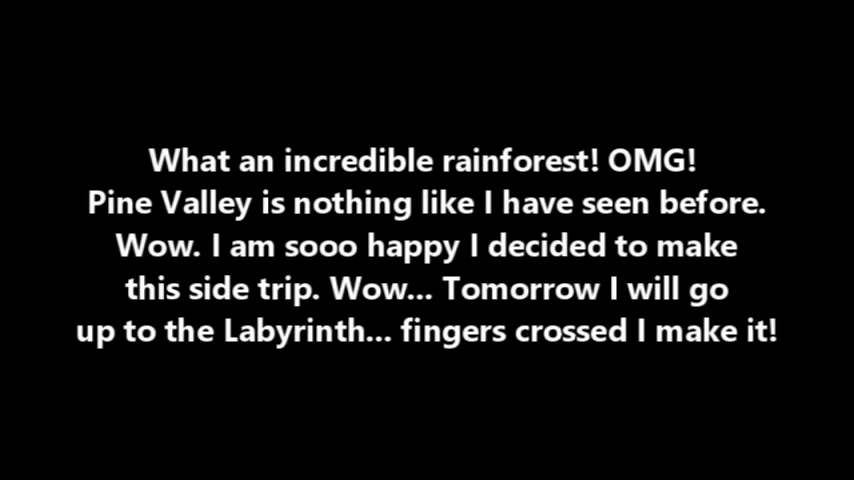 What an incredible rainforest! OMG!
Pine Valley is nothing like I have seen before.
Wow. I am sooo happy I decided to make
this side trip. Wow... Tomorrow I will go
up to the Labyrinth... fingers crossed I make it!